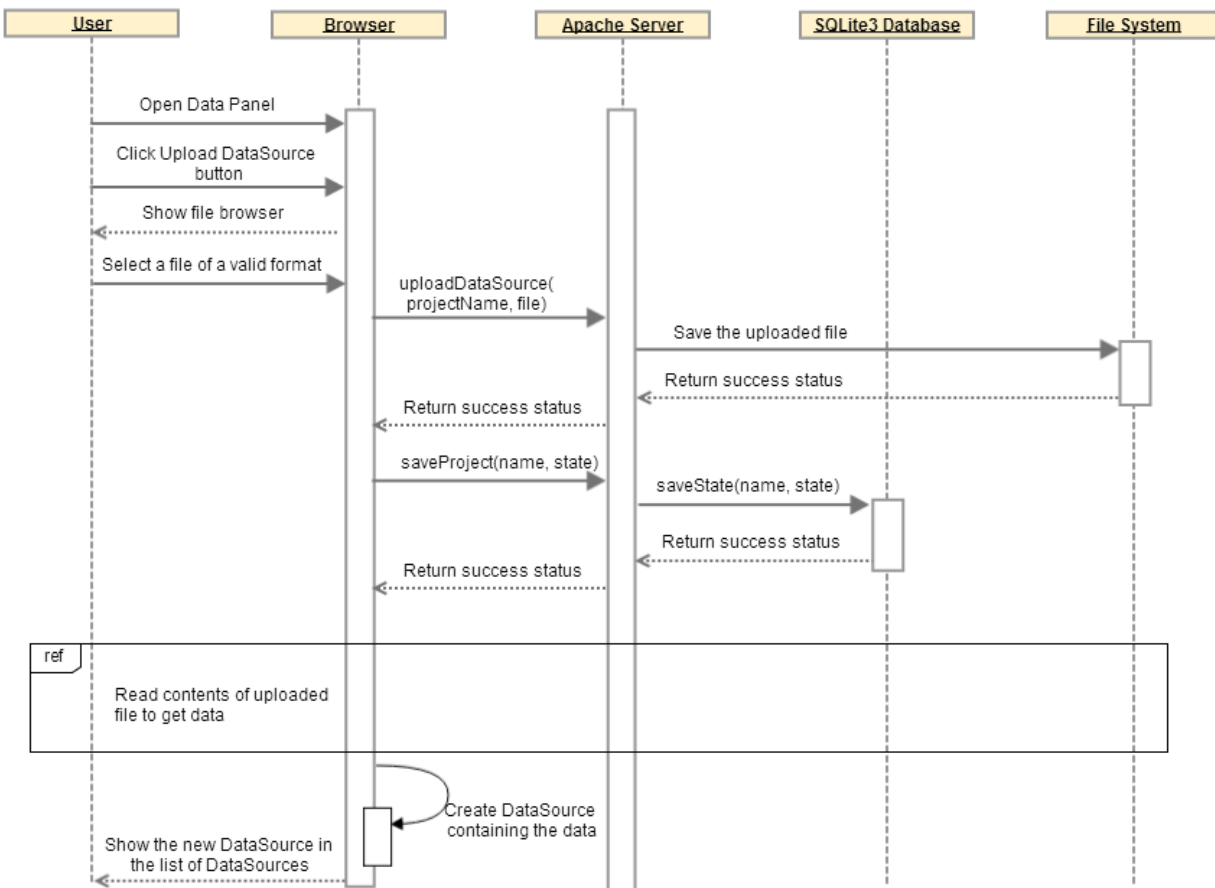 User
Browser
Apache Server
SQLite3 Database
File System
Open Data Panel
Click Upload DataSource
button
Show file browser
Select a file of a valid format
uploadDataSource(
projectName, file)
Save the uploaded file
Return success status
Return success status
saveProject(name, state)
saveState(name, state)
Return success status
Return success status
ref
Read contents of uploaded
file to get data
Create DataSource
containing the data
Show the new DataSource in
the list of DataSources